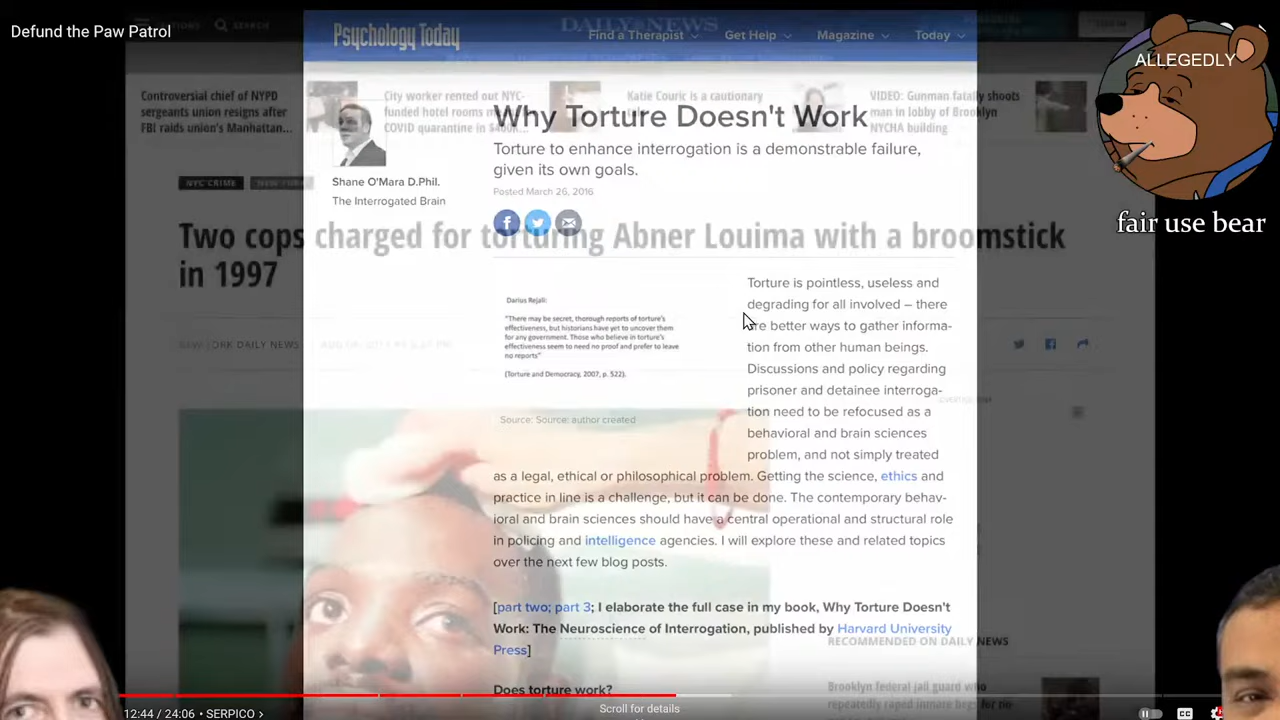 Defund the Paw Patrol
ALLEGEDLY
fair use bear
DAILY NEWS
SEARCH
Psychology Today
Find a Therapist
Get Help
Magazine
Today
Controversial chief of NYPD
sergeants union resigns after
FBI raids union's Manhattan...
City worker rented out NYC-
funded hotel rooms
COVID quarantine in
Katie Couric is a cautionary
VIDEO: Gunman fatally shoots
man in lobby of Brooklyn
NYCHA building
Why Torture Doesn't Work
Torture to enhance interrogation is a demonstrable failure,
given its own goals.
Posted March 26, 2016
Shane O'Mara D.Phil.
The Interrogated Brain
NYC CRIME
Two cops charged for torturing Abner Louima with a broomstick
in 1997
DAILY NEWS
Darius Rejali:
"There may be secret, thorough reports of torture's
effectiveness, but historians have yet to uncover them
for any government. Those who believe in torture's
effectiveness seem to need no proof and prefer to leave
no reports"
(Torture and Democracy, 2007, p. 522).
Source: Source: author created
Torture is pointless, useless and
degrading for all involved – there
are better ways to gather informa-
tion from other human beings.
Discussions and policy regarding
prisoner and detainee interroga-
tion need to be refocused as a
behavioral and brain sciences
problem, and not simply treated
as a legal, ethical or philosophical problem. Getting the science, ethics and
practice in line is a challenge, but it can be done. The contemporary behav-
ioral and brain sciences should have a central operational and structural role
in policing and intelligence agencies. I will explore these and related topics
over the next few blog posts.
[part two; part 3; I elaborate the full case in my book, Why Torture Doesn't
Work: The Neuroscience of Interrogation, published by Harvard University
Press]
Does torture work?
RECOMMENDED ON DAILY NEWS
Brooklyn federal jail guard who
repeatedly raped inmate begs for
Scroll for details
12:44 / 24:06 • SERPICO >